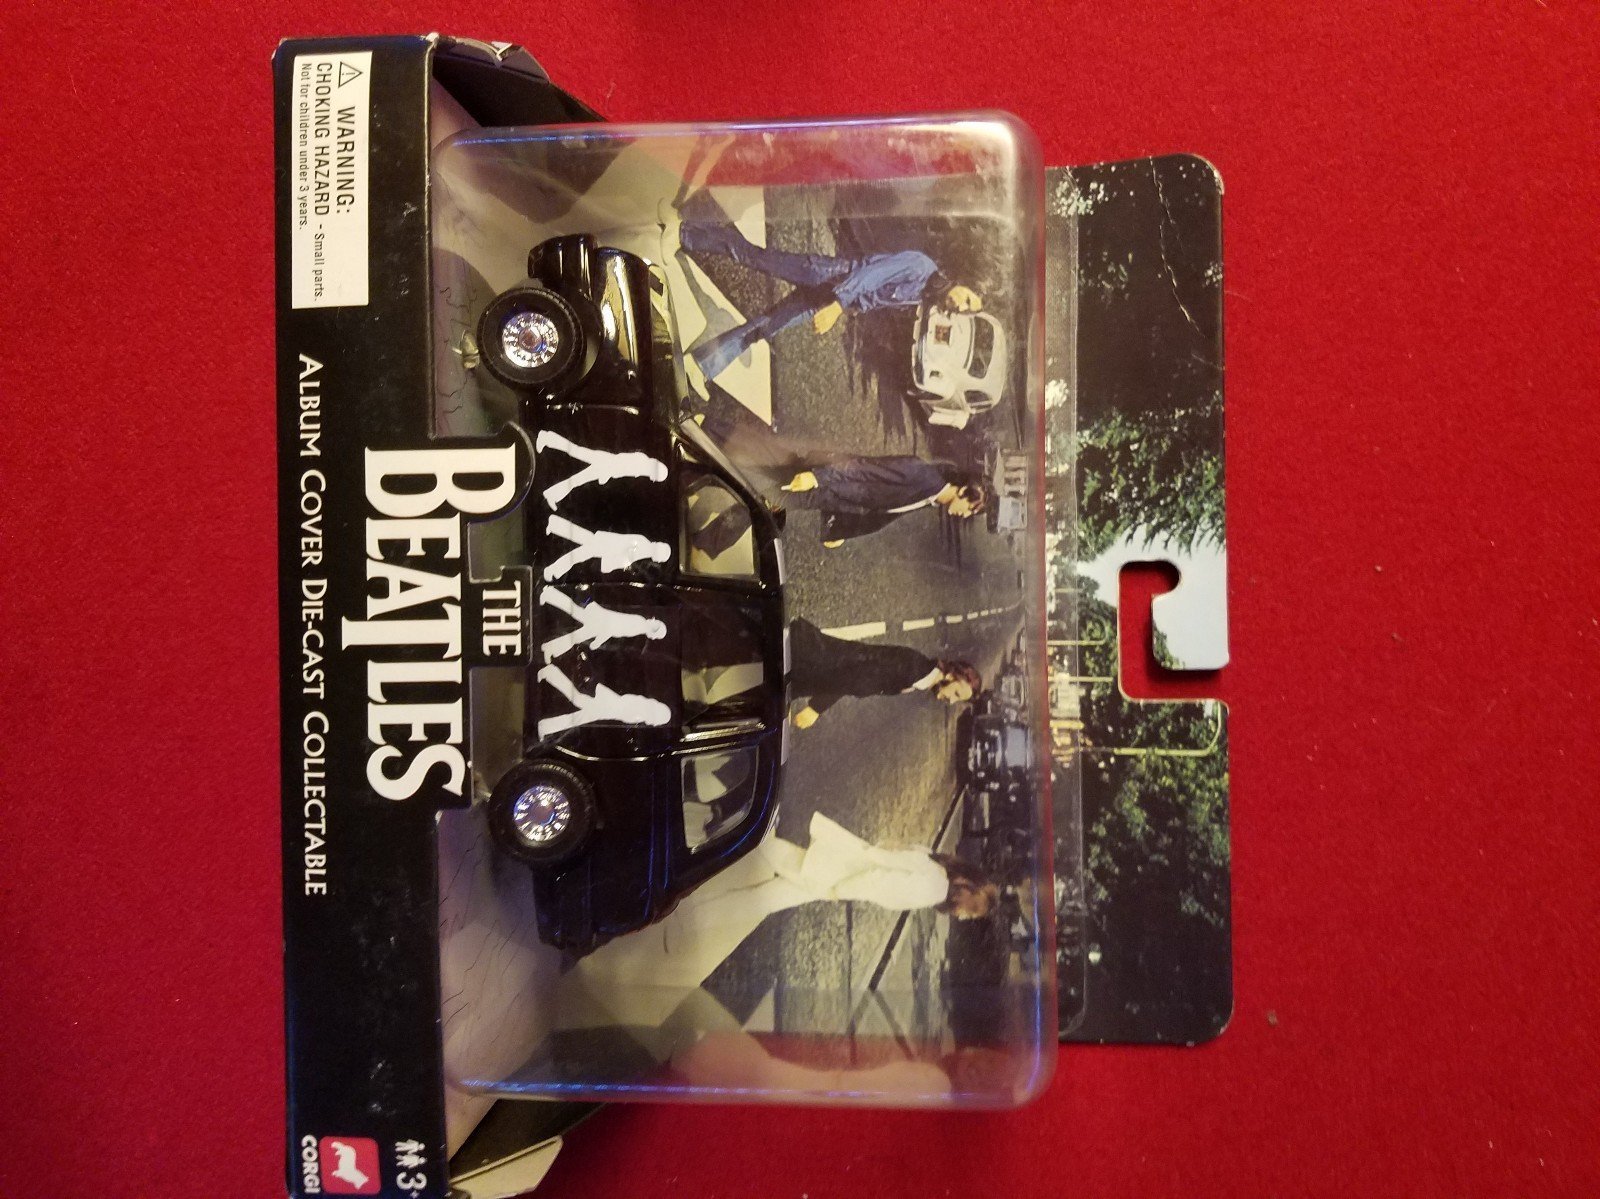 THE
BEATLES
⚠ WARNING:
CHOKING HAZARD - Small parts.
Not for children under 3 years.
ALBUM COVER DIE-CAST COLLECTABLE
3+
CORGI